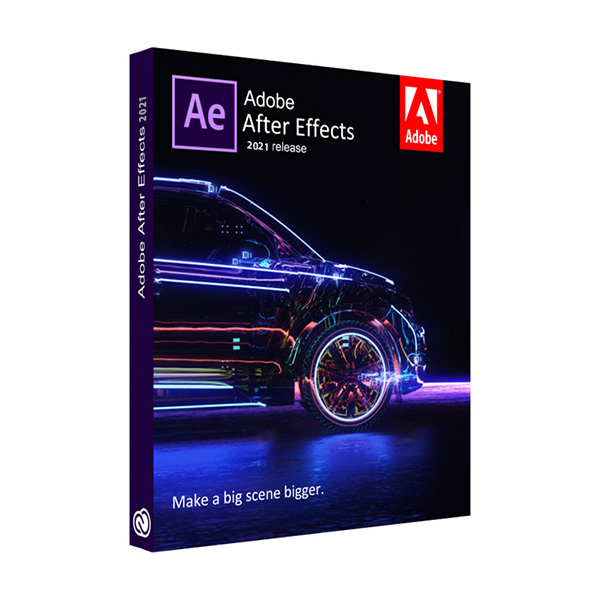 Adobe After Effects 2021
Ae
Adobe
After Effects
2021 release
Adobe
Make a big scene bigger.